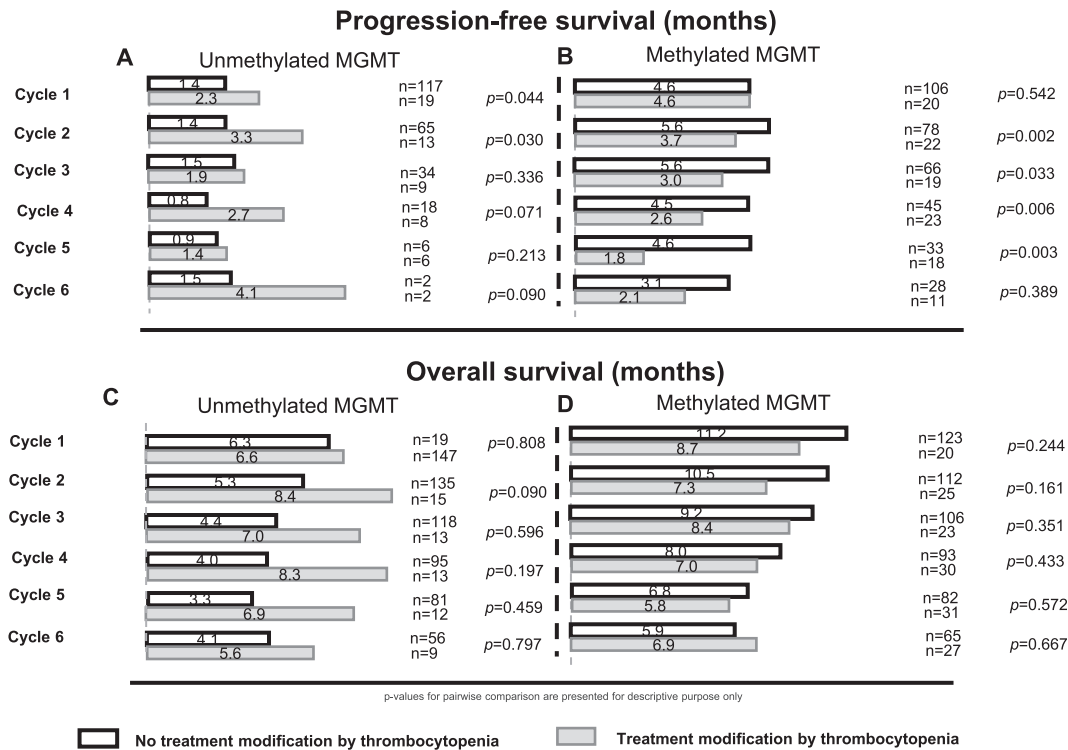 Progression-free survival (months)
A
Unmethylated MGMT
Cycle 1
1.4
2.3
n=117
n=19
p=0.044
Cycle 2
1.4
3.3
n=65
n=13
p=0.030
Cycle 3
1.5
1.9
n=34
n=9
p=0.336
Cycle 4
0.8
2.7
n=18
n=8
p=0.071
Cycle 5
0.9
1.4
n=6
n=6
p=0.213
Cycle 6
1.5
4.1
n=2
n=2
p=0.090
B
Methylated MGMT
4.6
4.6
n=106
n=20
p=0.542
5.6
3.7
n=78
n=22
p=0.002
5.6
3.0
n=66
n=19
p=0.033
4.5
2.6
n=45
n=23
p=0.006
4.6
1.8
n=33
n=18
p=0.003
3.1
2.1
n=28
n=11
p=0.389
Overall survival (months)
C
Unmethylated MGMT
Cycle 1
6.3
6.6
n=19
n=147
p=0.808
Cycle 2
5.3
8.4
n=135
n=15
p=0.090
Cycle 3
4.4
7.0
n=118
n=13
p=0.596
Cycle 4
4.0
8.3
n=95
n=13
p=0.197
Cycle 5
3.3
6.9
n=81
n=12
p=0.459
Cycle 6
4.1
5.6
n=56
n=9
p=0.797
D
Methylated MGMT
11.2
8.7
n=123
n=20
p=0.244
10.5
7.3
n=112
n=25
p=0.161
9.2
8.4
n=106
n=23
p=0.351
8.0
7.0
n=93
n=30
p=0.433
6.8
5.8
n=82
n=31
p=0.572
5.9
6.9
n=65
n=27
p=0.667
p-values for pairwise comparison are presented for descriptive purpose only
No treatment modification by thrombocytopenia
Treatment modification by thrombocytopenia